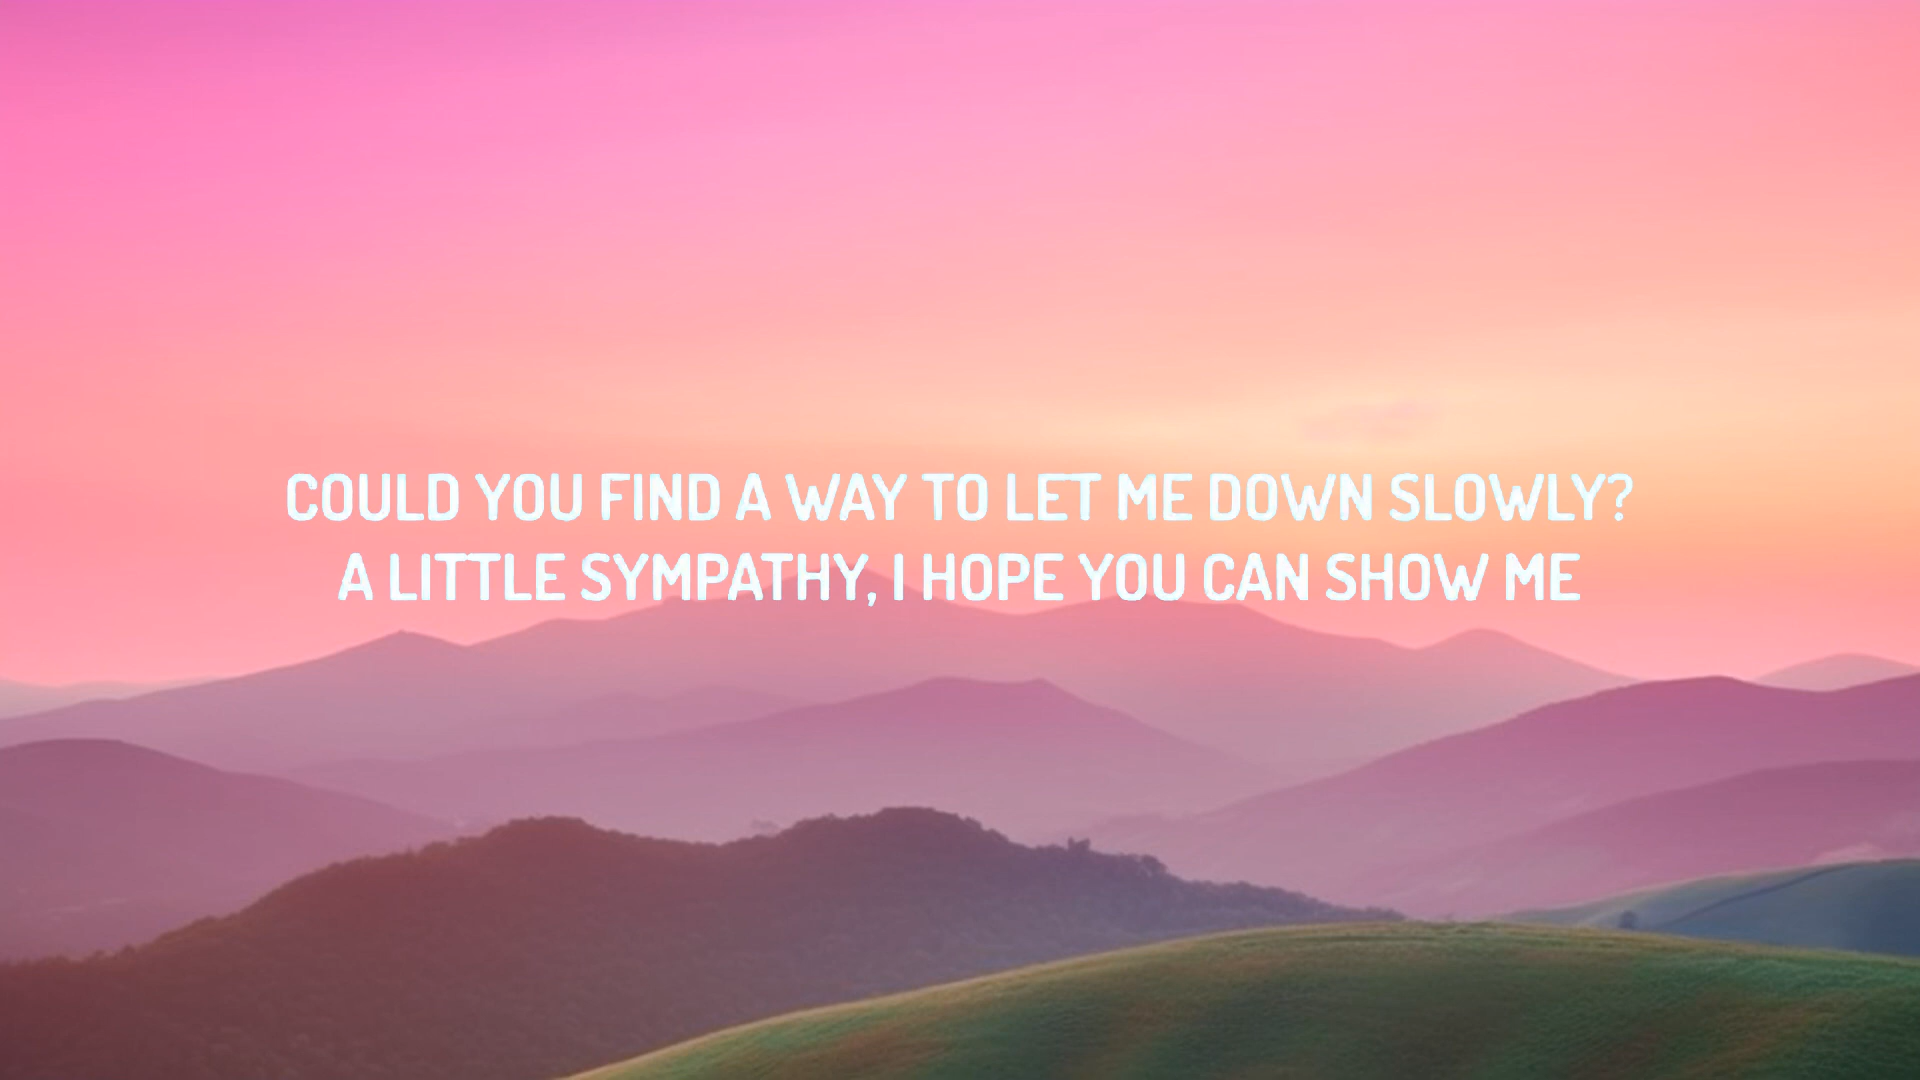 COULD YOU FIND A WAY TO LET ME DOWN SLOWLY?
A LITTLE SYMPATHY, I HOPE YOU CAN SHOW ME